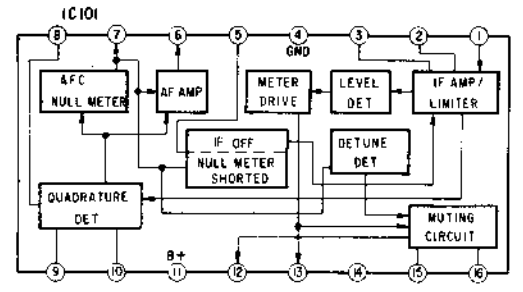 IC101
8 7 6 5 4 3 2 1
GND
AFC
NULL METER
AF AMP
METER
DRIVE
LEVEL
DET
IF AMP/
LIMITER
IF OFF
NULL METER
SHORTED
DETUNE
DET
QUADRATURE
DET
MUTING
CIRCUIT
B+
9 10 11 12 13 14 15 16